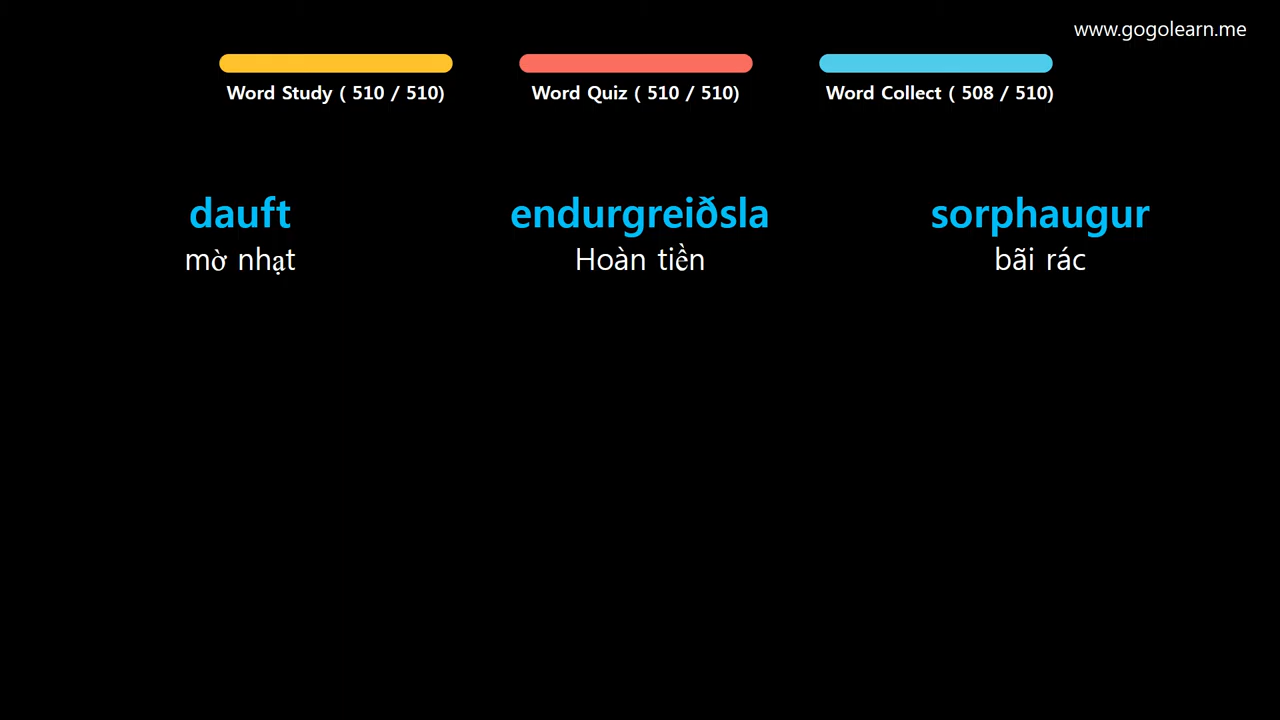 www.gogolearn.me
Word Study ( 510 / 510)
Word Quiz ( 510 / 510)
Word Collect ( 508 / 510)
dauft
mờ nhạt
endurgreiðsla
Hoàn tiền
sorphaugur
bãi rác